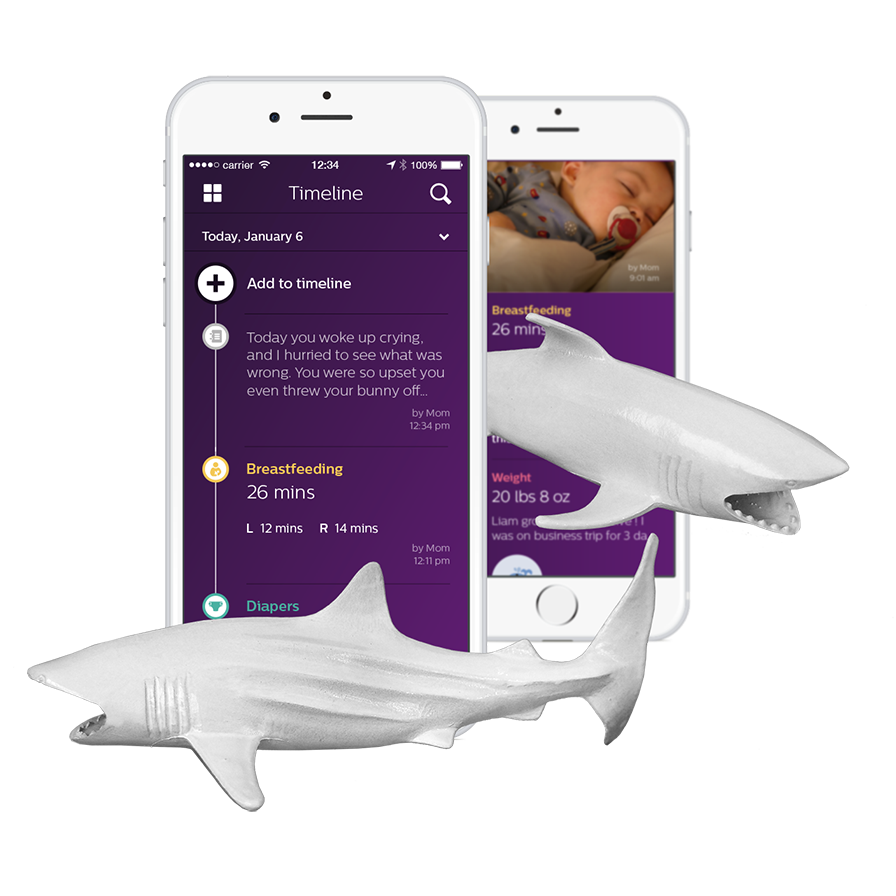 carrier 12:34 100%
Timeline
Today, January 6
Add to timeline
Today you woke up crying,
and I hurried to see what was
wrong. You were so upset you
even threw your bunny off...
by Mom
12:34 pm
Breastfeeding
26 mins
L 12 mins R 14 mins
by Mom
12:11 pm
Diapers
by Mom
9:01 am
Breastfeeding
26 mins
Weight
20 lbs 8 oz
Liam ! I
was on business trip for 3 da